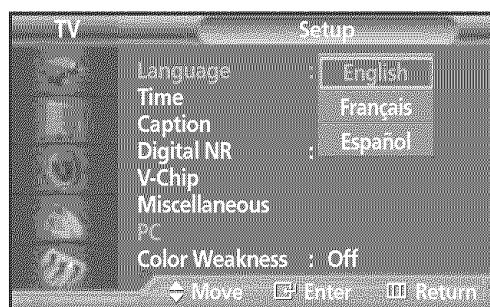 TV Setup
Language : English
Time
Français
Caption
Digital NR : Español
V-Chip
Miscellaneous
PC
Color Weakness : Off
Move Enter Return